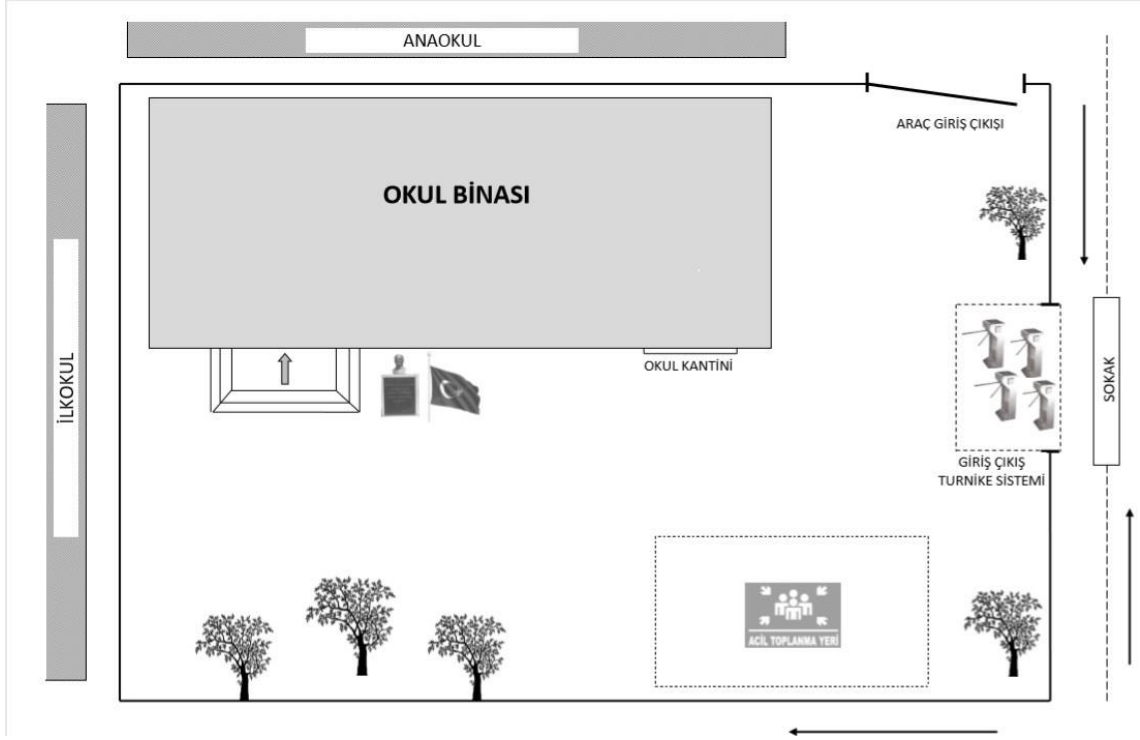 ANAOKUL
ARAÇ GİRİŞ ÇIKIŞI
OKUL BİNASI
OKUL KANTİNİ
İLKOKUL
SOKAK
GİRİŞ ÇIKIŞ
TURNİKE SİSTEMİ
ACİL TOPLANMA YERİ